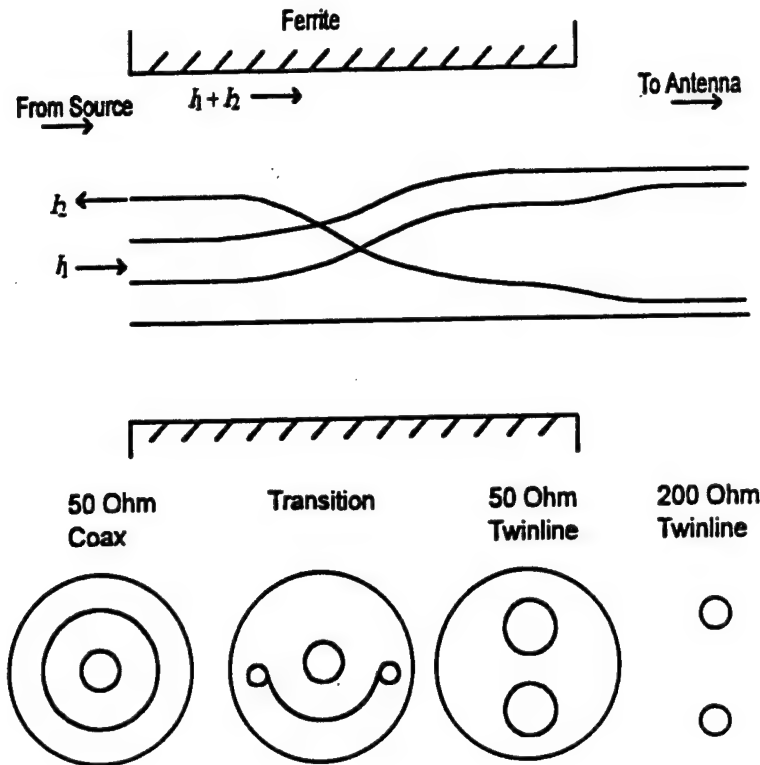 Ferrite
I1 + I2
From Source
To Antenna
I2
I1
50 Ohm
Coax
Transition
50 Ohm
Twinline
200 Ohm
Twinline